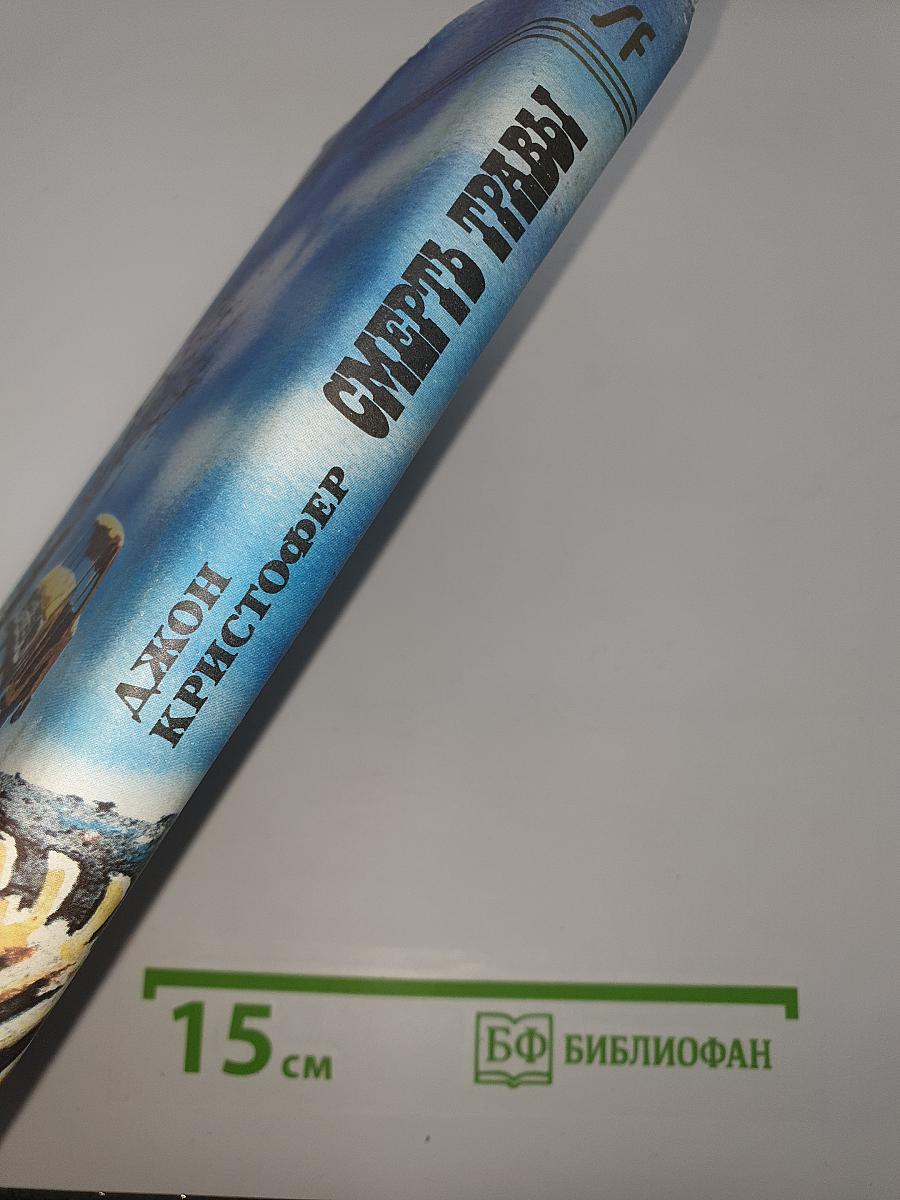 SF
СМЕРТЬ ТРАВЫ
ДЖОН
КРИСТОФЕР
15 см
БФ БИБЛИОФАН